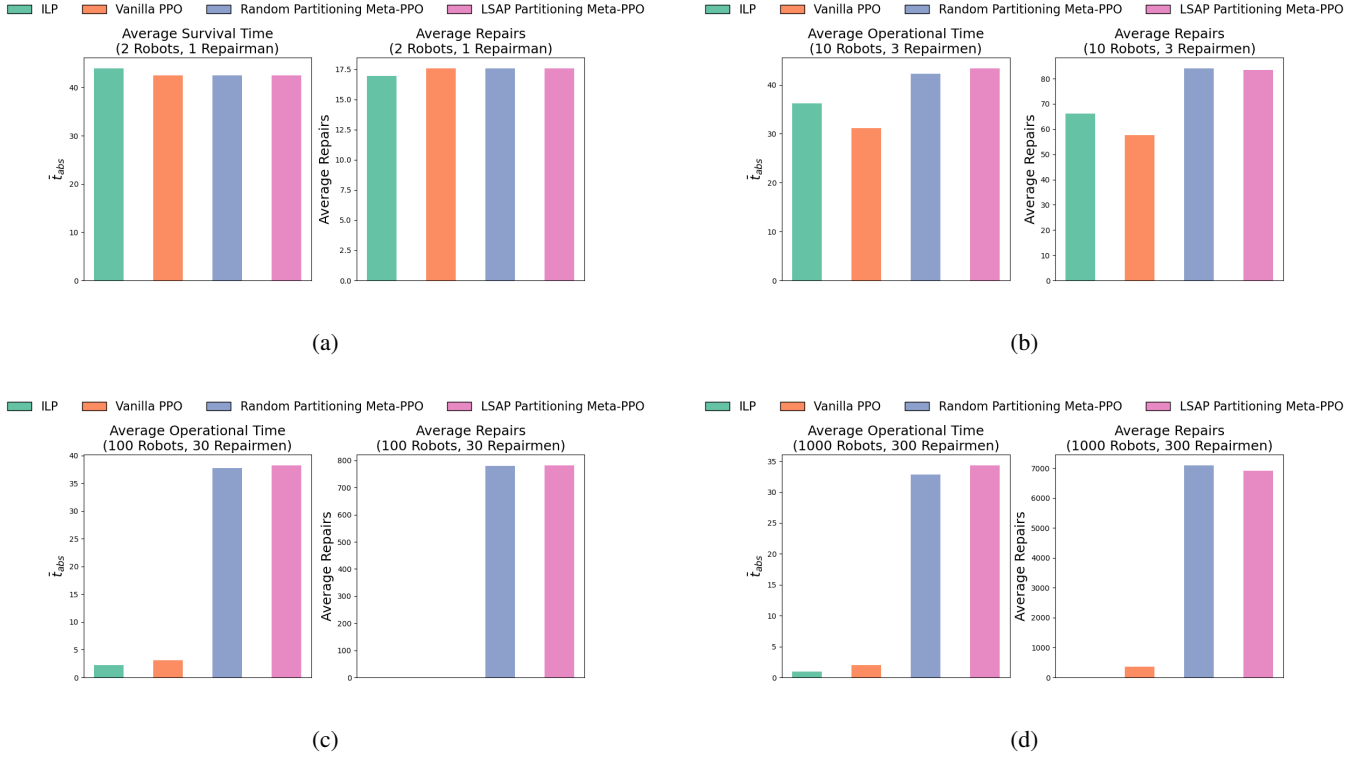 ILP Vanilla PPO Random Partitioning Meta-PPO LSAP Partitioning Meta-PPO
Average Survival Time
(2 Robots, 1 Repairman)
t̄abs
40
30
20
10
0
Average Repairs
(2 Robots, 1 Repairman)
Average Repairs
17.5
15.0
12.5
10.0
7.5
5.0
2.5
0.0
(a)
ILP Vanilla PPO Random Partitioning Meta-PPO LSAP Partitioning Meta-PPO
Average Operational Time
(10 Robots, 3 Repairmen)
t̄abs
40
30
20
10
0
Average Repairs
(10 Robots, 3 Repairmen)
Average Repairs
80
70
60
50
40
30
20
10
0
(b)
ILP Vanilla PPO Random Partitioning Meta-PPO LSAP Partitioning Meta-PPO
Average Operational Time
(100 Robots, 30 Repairmen)
t̄abs
40
35
30
25
20
15
10
5
0
Average Repairs
(100 Robots, 30 Repairmen)
Average Repairs
800
700
600
500
400
300
200
100
0
(c)
ILP Vanilla PPO Random Partitioning Meta-PPO LSAP Partitioning Meta-PPO
Average Operational Time
(1000 Robots, 300 Repairmen)
t̄abs
35
30
25
20
15
10
5
0
Average Repairs
(1000 Robots, 300 Repairmen)
Average Repairs
7000
6000
5000
4000
3000
2000
1000
0
(d)